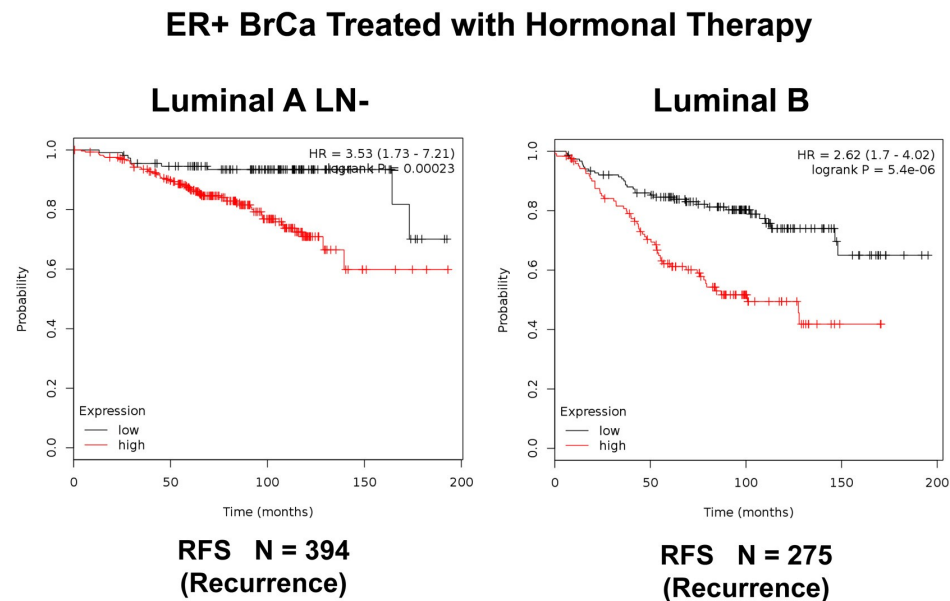 ER+ BrCa Treated with Hormonal Therapy
Luminal A LN-
HR = 3.53 (1.73 - 7.21)
logrank P = 0.00023
Probability
1.0
0.8
0.6
0.4
0.2
0.0
Expression
low
high
0 50 100 150 200
Time (months)
RFS N = 394
(Recurrence)
Luminal B
HR = 2.62 (1.7 - 4.02)
logrank P = 5.4e-06
Probability
1.0
0.8
0.6
0.4
0.2
0.0
Expression
low
high
0 50 100 150 200
Time (months)
RFS N = 275
(Recurrence)